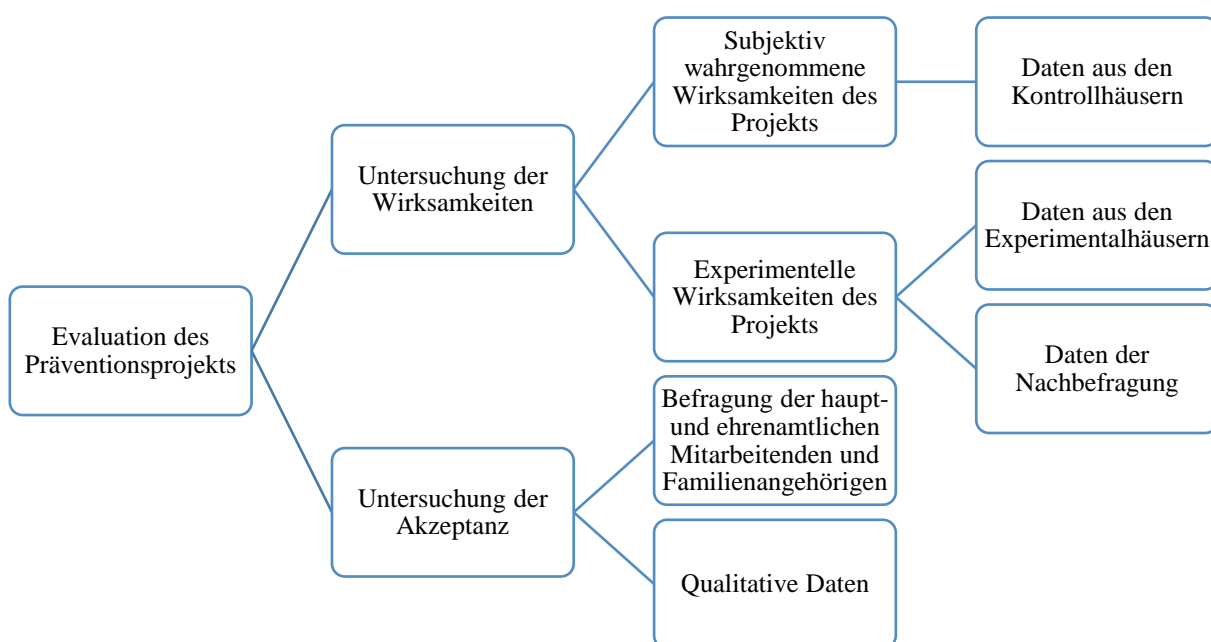 Evaluation des
Präventionsprojekts
Untersuchung der
Wirksamkeiten
Subjektiv
wahrgenommene
Wirksamkeiten des
Projekts
Daten aus den
Kontrollhäusern
Experimentelle
Wirksamkeiten des
Projekts
Daten aus den
Experimentalhäusern
Daten der
Nachbefragung
Untersuchung der
Akzeptanz
Befragung der haupt-
und ehrenamtlichen
Mitarbeitenden und
Familienangehörigen
Qualitative Daten